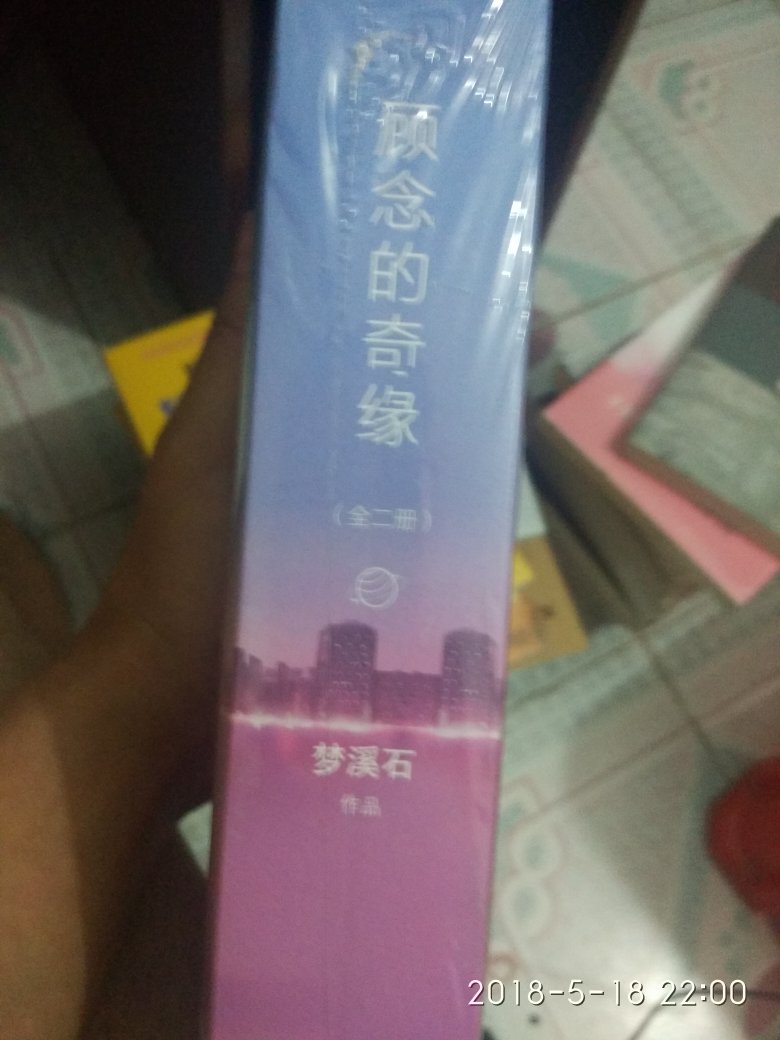 顾念的奇缘
（全二册）
梦溪石
作品
2018-5-18 22:00